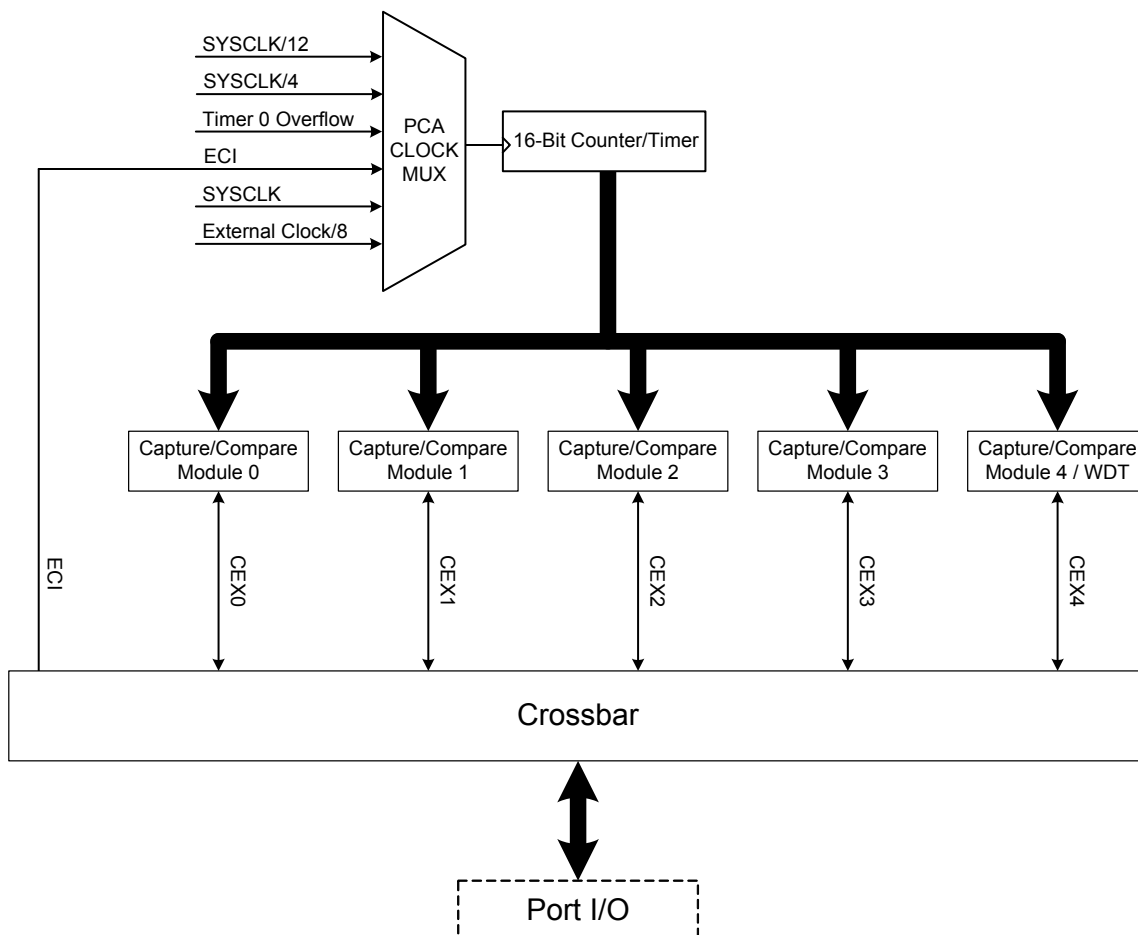 SYSCLK/12
SYSCLK/4
Timer 0 Overflow
ECI
SYSCLK
External Clock/8
PCA
CLOCK
MUX
16-Bit Counter/Timer
Capture/Compare
Module 0
Capture/Compare
Module 1
Capture/Compare
Module 2
Capture/Compare
Module 3
Capture/Compare
Module 4 / WDT
ECI
CEX0
CEX1
CEX2
CEX3
CEX4
Crossbar
Port I/O